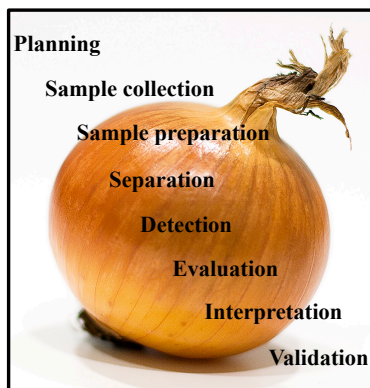 Planning
Sample collection
Sample preparation
Separation
Detection
Evaluation
Interpretation
Validation